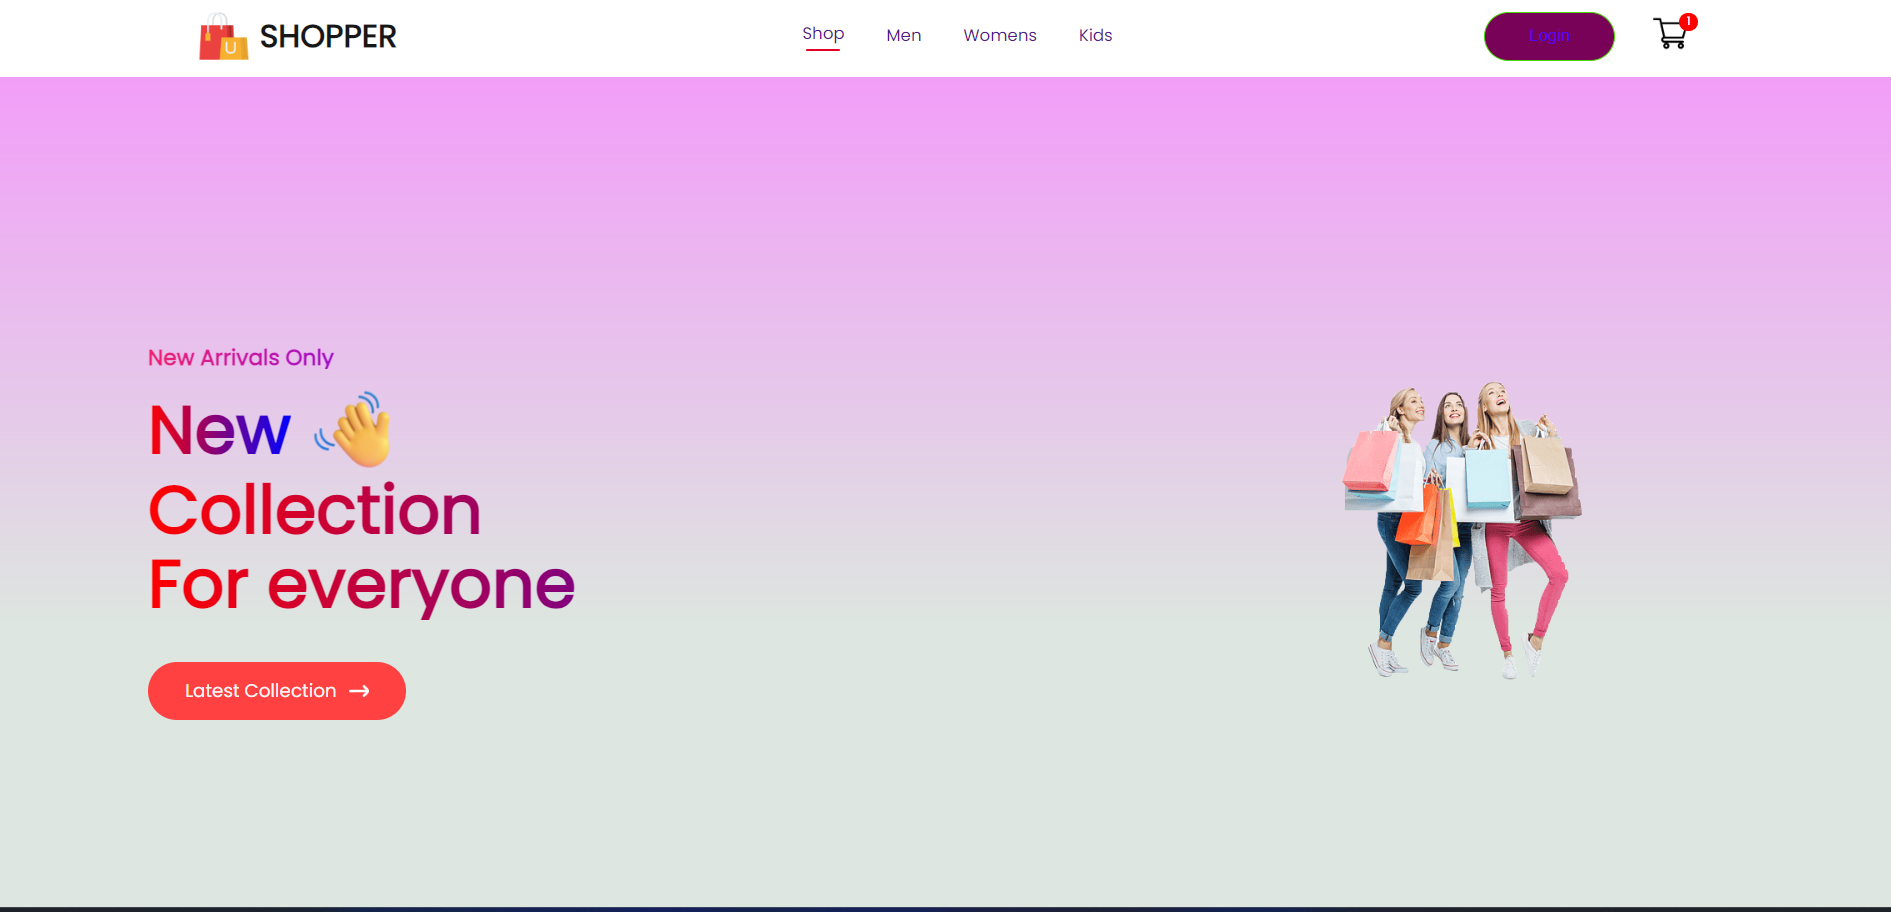 U
SHOPPER
Shop
Men
Womens
Kids
Login
1
New Arrivals Only
New
Collection
For everyone
Latest Collection